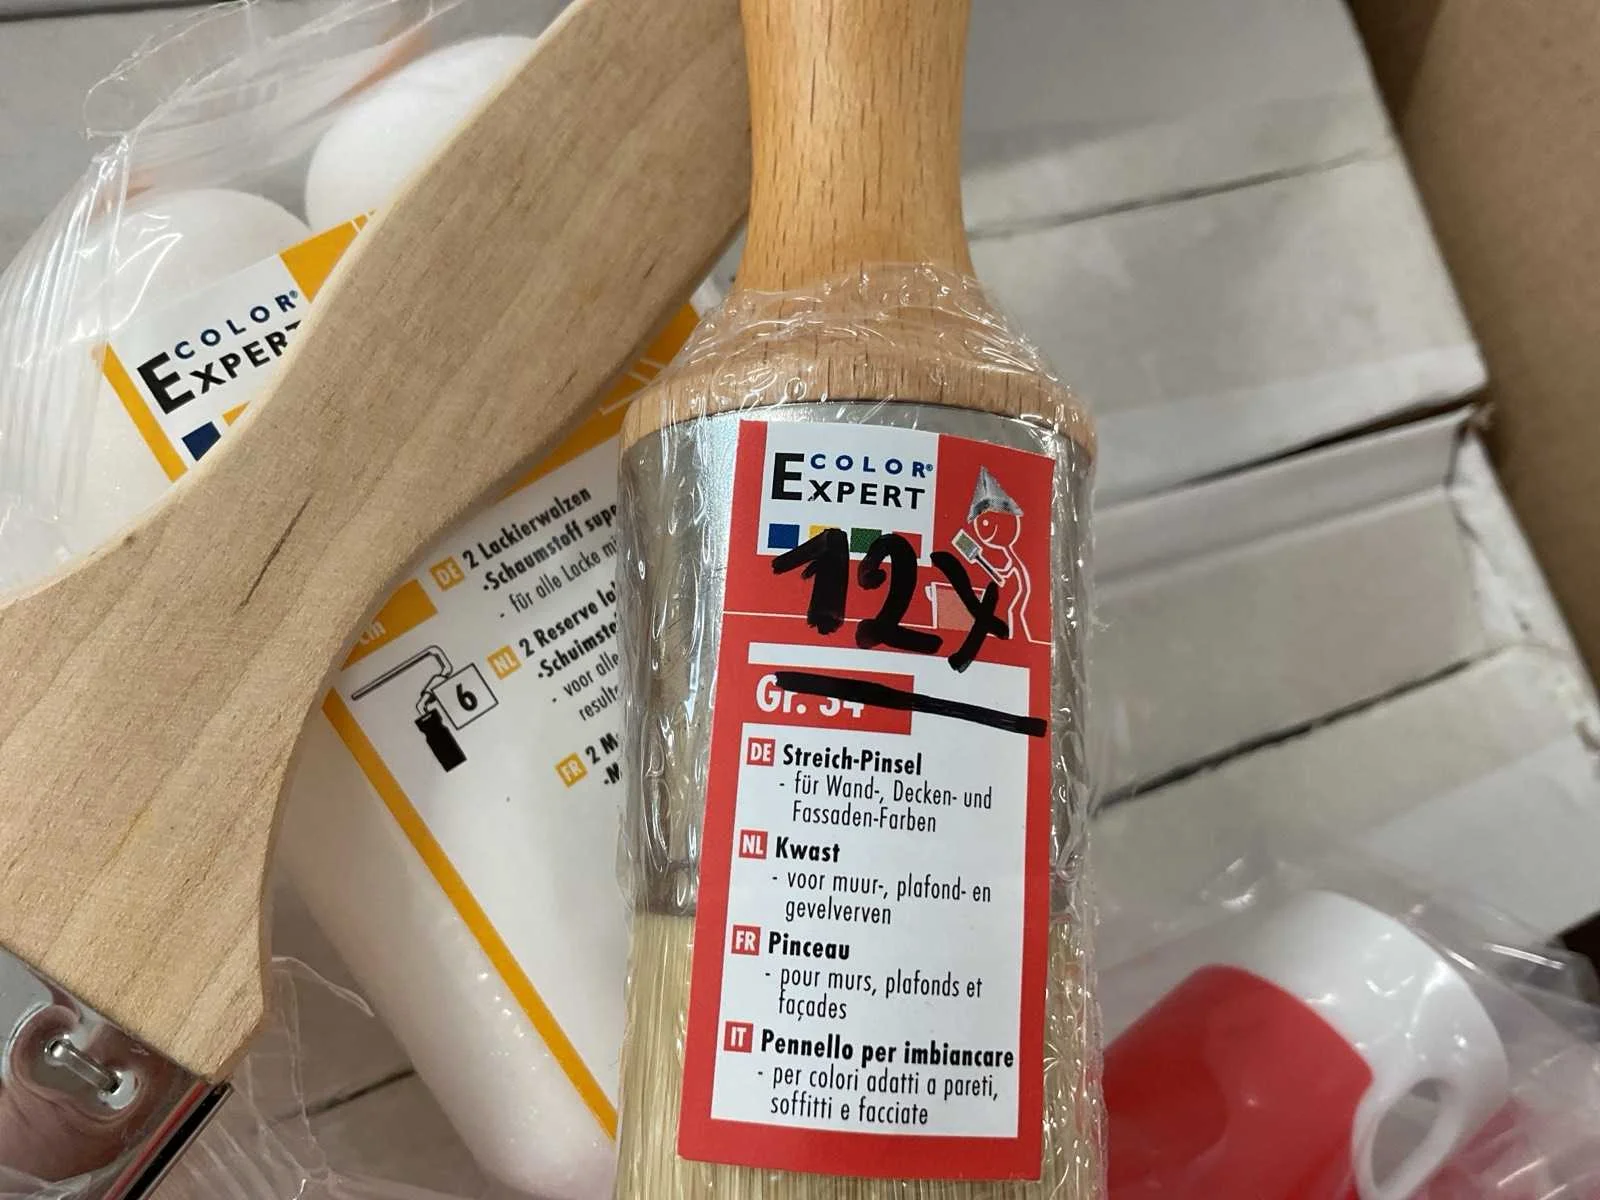 COLOR®
EXPERT
2 Lackierwalzen
DE
-Schaumstoff
- für alle Lacke
2 Reserve
NL
- voor alle
6
FR
2
COLOR®
EXPERT
12x
Gr. 54
DE Streich-Pinsel
- für Wand-, Decken- und
Fassaden-Farben
NL Kwast
- voor muur-, plafond- en
gevelverven
FR Pinceau
- pour murs, plafonds et
façades
IT Pennello per imbiancare
- per colori adatti a pareti,
soffitti e facciate